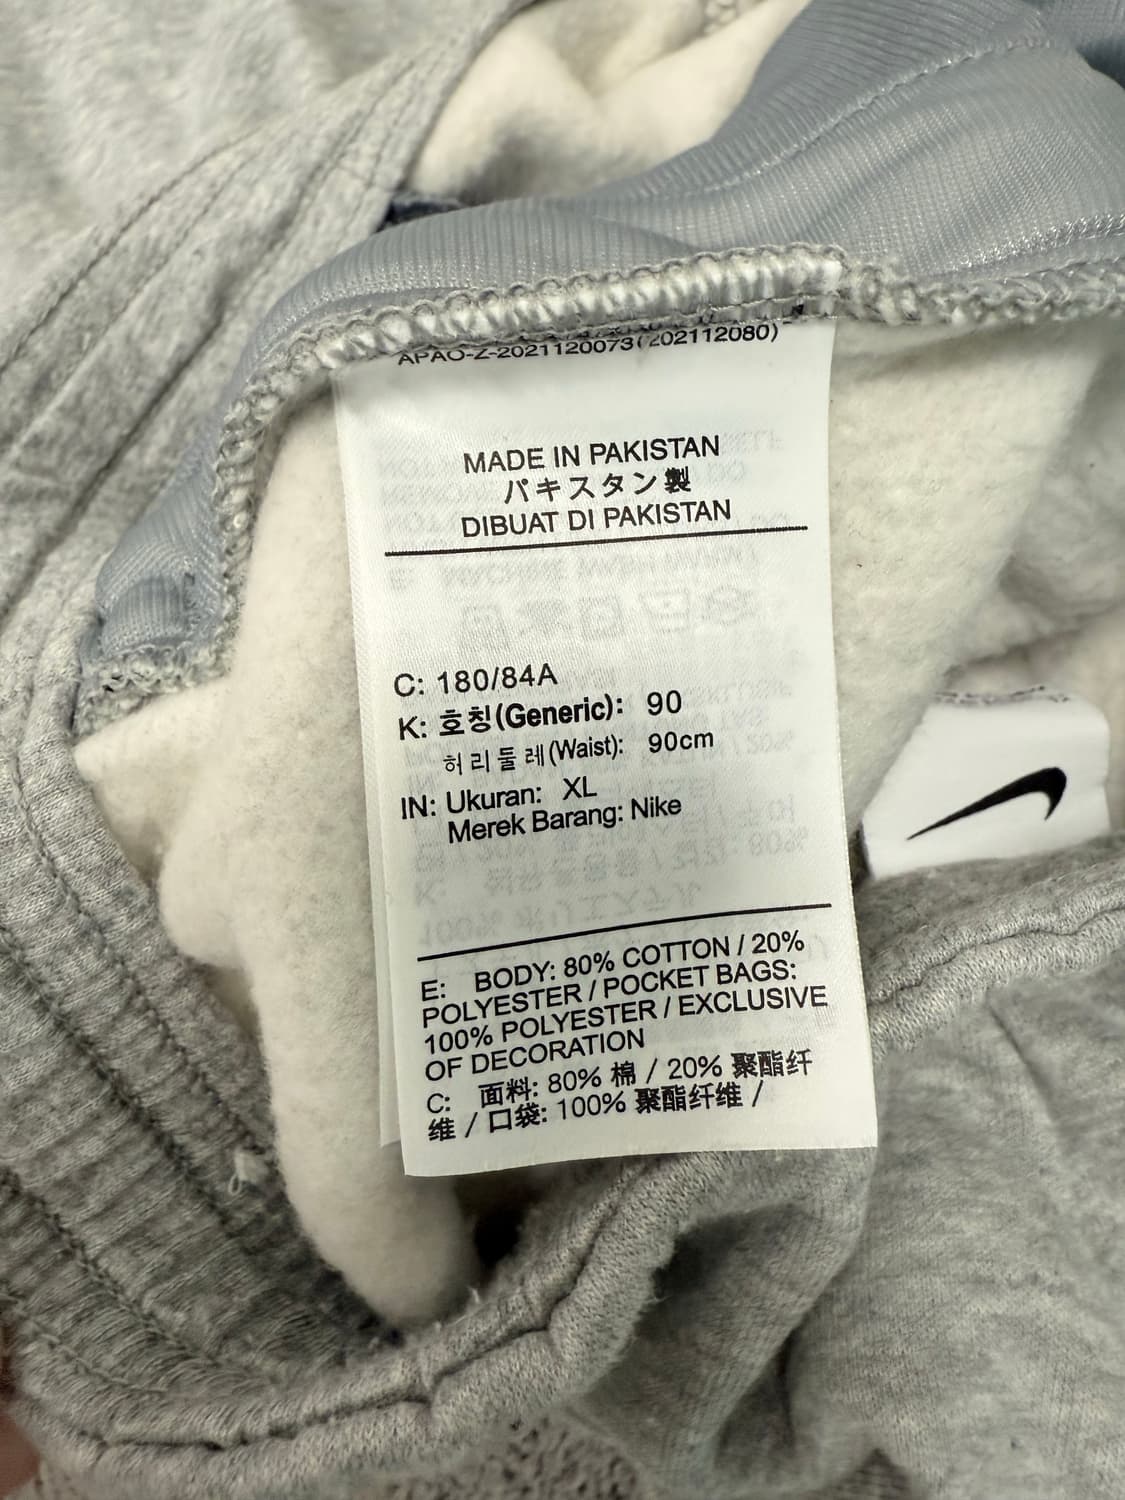 APAO-Z-2021120073(202112080)
MADE IN PAKISTAN
パキスタン製
DIBUAT DI PAKISTAN
C: 180/84A
K: 호칭(Generic): 90
허리둘레(Waist): 90cm
IN: Ukuran: XL
Merek Barang: Nike
E: BODY: 80% COTTON / 20%
POLYESTER / POCKET BAGS:
100% POLYESTER / EXCLUSIVE
OF DECORATION
C: 面料: 80% 棉 / 20% 聚酯纤
维 / 口袋: 100% 聚酯纤维 /